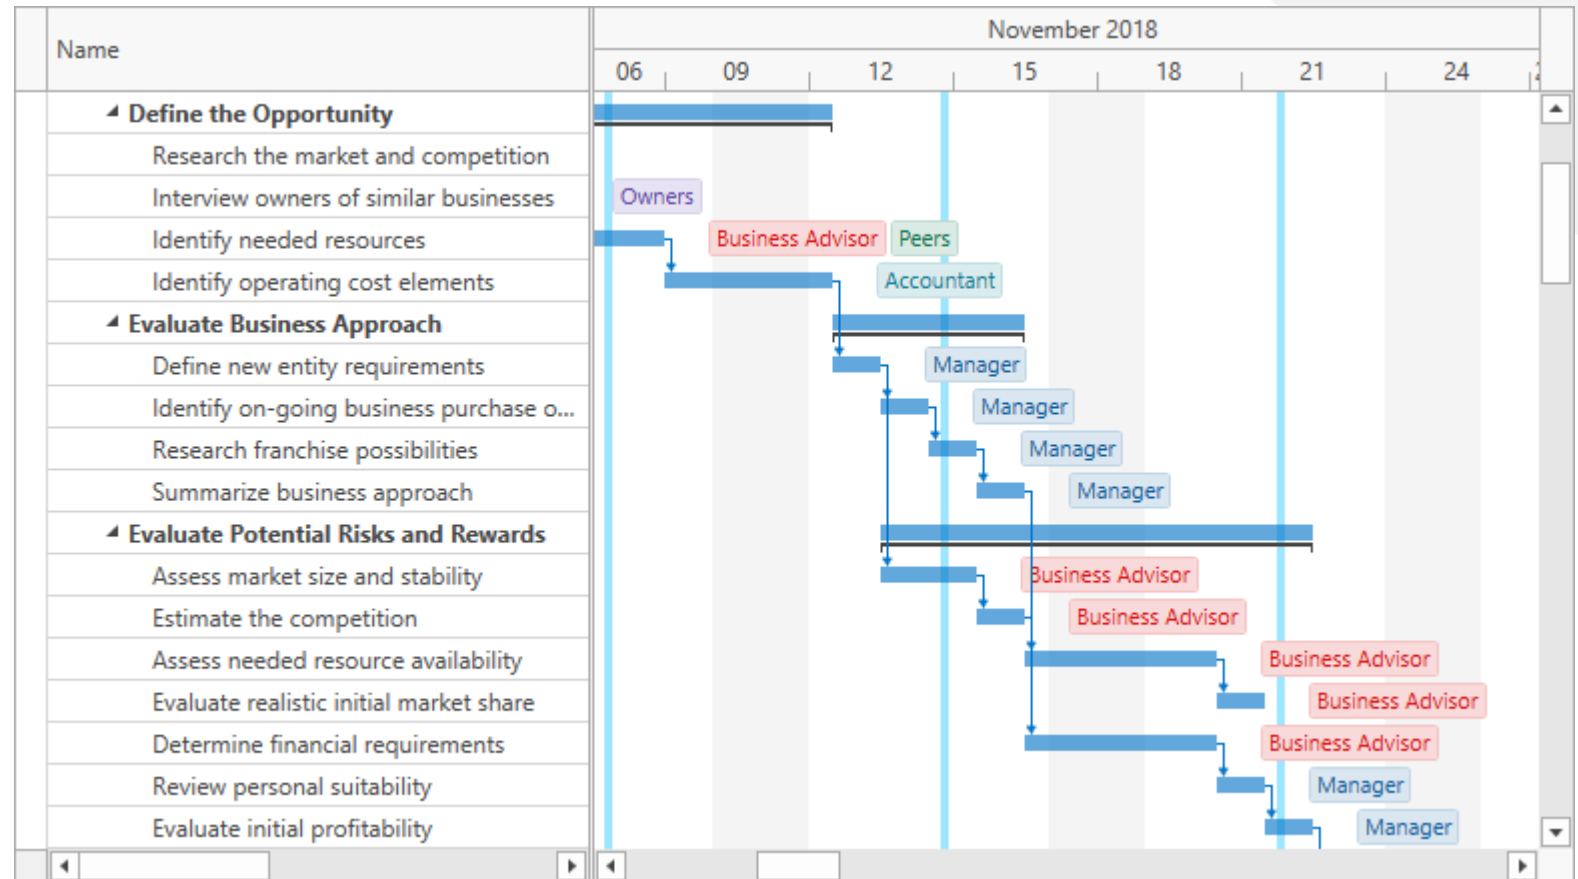 November 2018
Name
06 09 12 15 18 21 24
Define the Opportunity
Research the market and competition
Interview owners of similar businesses Owners
Identify needed resources Business Advisor Peers
Identify operating cost elements Accountant
Evaluate Business Approach
Define new entity requirements Manager
Identify on-going business purchase o... Manager
Research franchise possibilities Manager
Summarize business approach Manager
Evaluate Potential Risks and Rewards
Assess market size and stability Business Advisor
Estimate the competition Business Advisor
Assess needed resource availability Business Advisor
Evaluate realistic initial market share Business Advisor
Determine financial requirements Business Advisor
Review personal suitability Manager
Evaluate initial profitability Manager